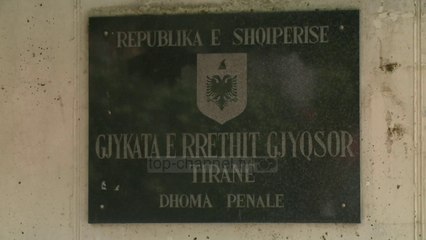 REPUBLIKA E SHQIPERISE
GJYKATA E RRETHIT GJYQSOR
TIRANE
DHOMA PENALE